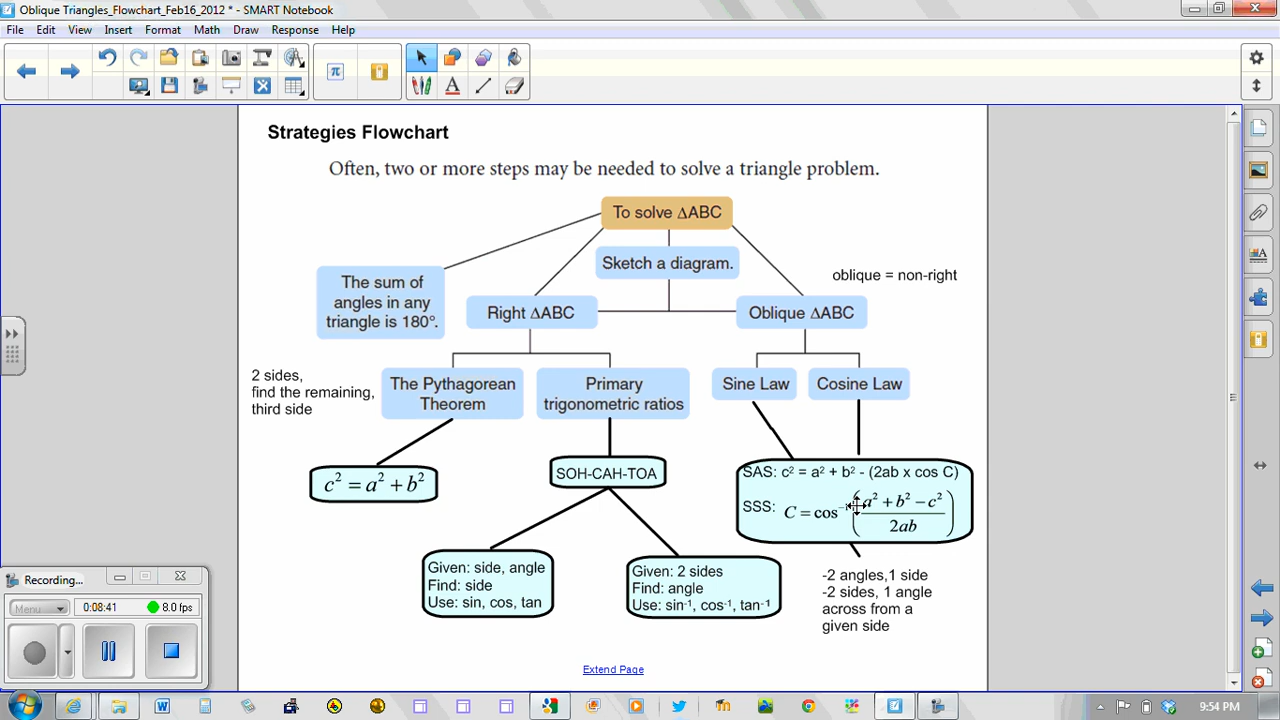 Oblique Triangles_Flowchart_Feb16_2012 * - SMART Notebook
File Edit View Insert Format Math Draw Response Help
Strategies Flowchart
Often, two or more steps may be needed to solve a triangle problem.
To solve ΔABC
Sketch a diagram.
oblique = non-right
The sum of
angles in any
triangle is 180°.
Right ΔABC
Oblique ΔABC
2 sides,
find the remaining,
third side
The Pythagorean
Theorem
Primary
trigonometric ratios
Sine Law
Cosine Law
c² = a² + b²
SOH-CAH-TOA
SAS: c² = a² + b² - (2ab x cos C)
SSS: C = cos⁻¹((a² + b² − c²)/2ab)
Given: side, angle
Find: side
Use: sin, cos, tan
Given: 2 sides
Find: angle
Use: sin⁻¹, cos⁻¹, tan⁻¹
-2 angles,1 side
-2 sides, 1 angle
across from a
given side
Extend Page
Recording...
Menu
0:08:41
8.0 fps
9:54 PM